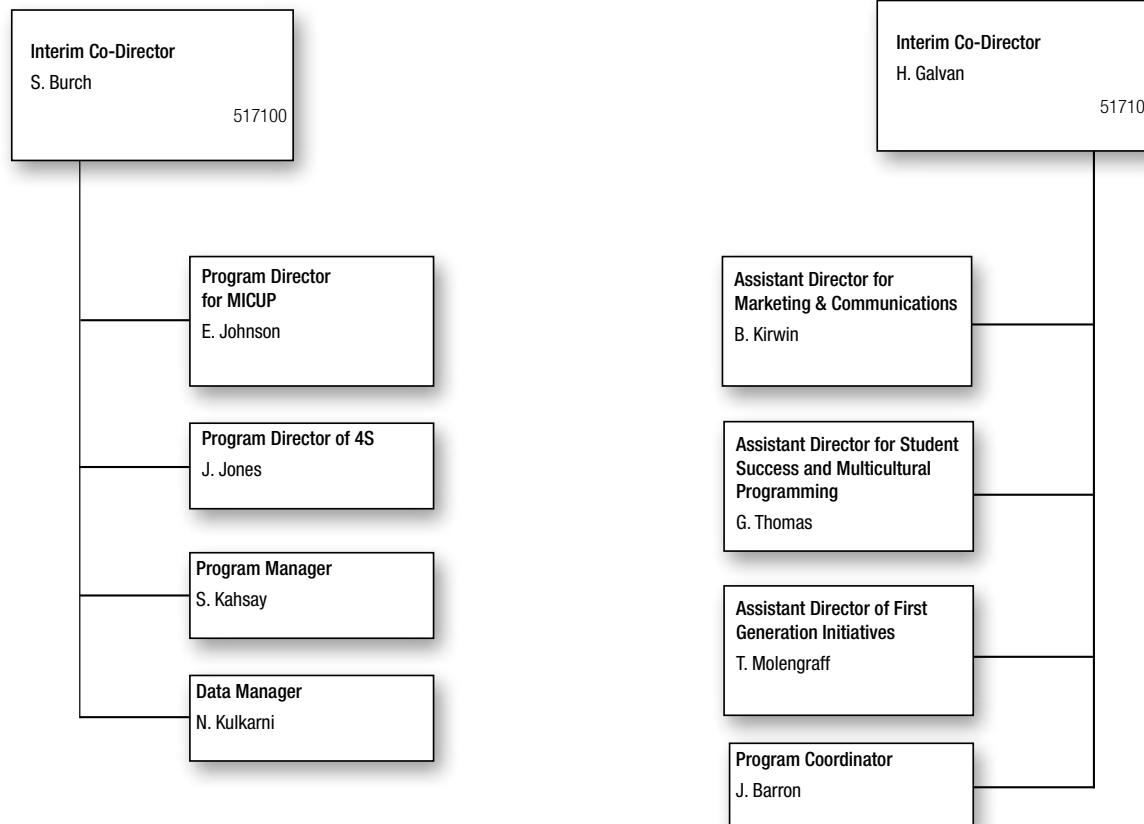 Interim Co-Director
S. Burch
517100
Program Director
for MICUP
E. Johnson
Program Director of 4S
J. Jones
Program Manager
S. Kahsay
Data Manager
N. Kulkarni
Interim Co-Director
H. Galvan
51710
Assistant Director for
Marketing & Communications
B. Kirwin
Assistant Director for Student
Success and Multicultural
Programming
G. Thomas
Assistant Director of First
Generation Initiatives
T. Molengraff
Program Coordinator
J. Barron